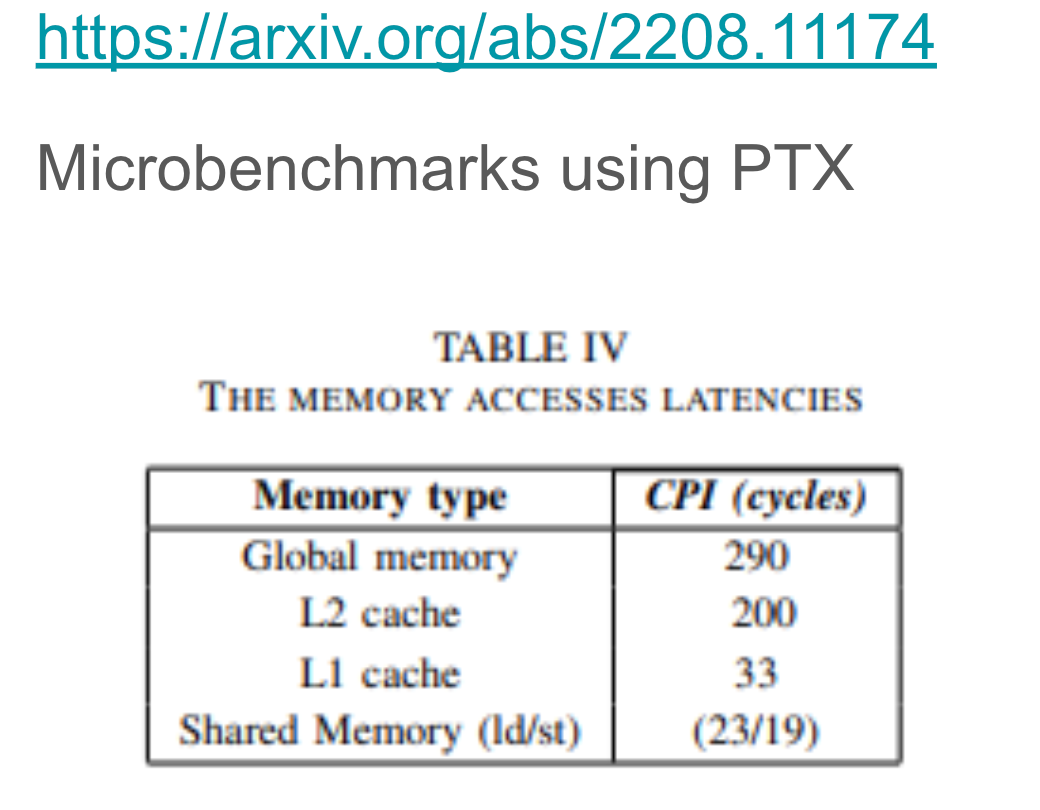 https://arxiv.org/abs/2208.11174
Microbenchmarks using PTX
TABLE IV
THE MEMORY ACCESSES LATENCIES
Memory type CPI (cycles)
Global memory 290
L2 cache 200
L1 cache 33
Shared Memory (ld/st) (23/19)